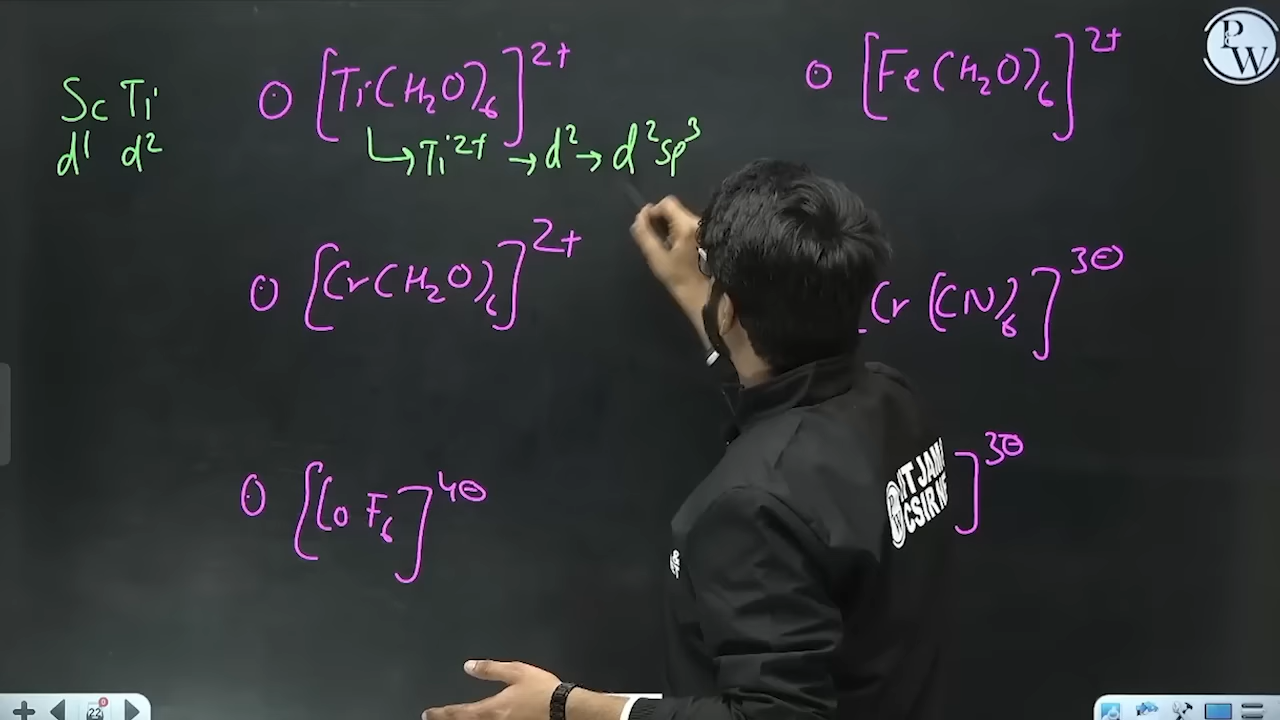 Sc Ti
d¹ d²
O [Ti(H₂O)₆]²⁺
↳ Ti²⁺ → d² → d²sp³
O [Fe(H₂O)₆]²⁺
O [Cr(H₂O)₆]²⁺
Cr(CN)₆]³⊖
O [CoF₆]⁴⊖
]³⊖
PW
IIT JAM
CSIR NET
22